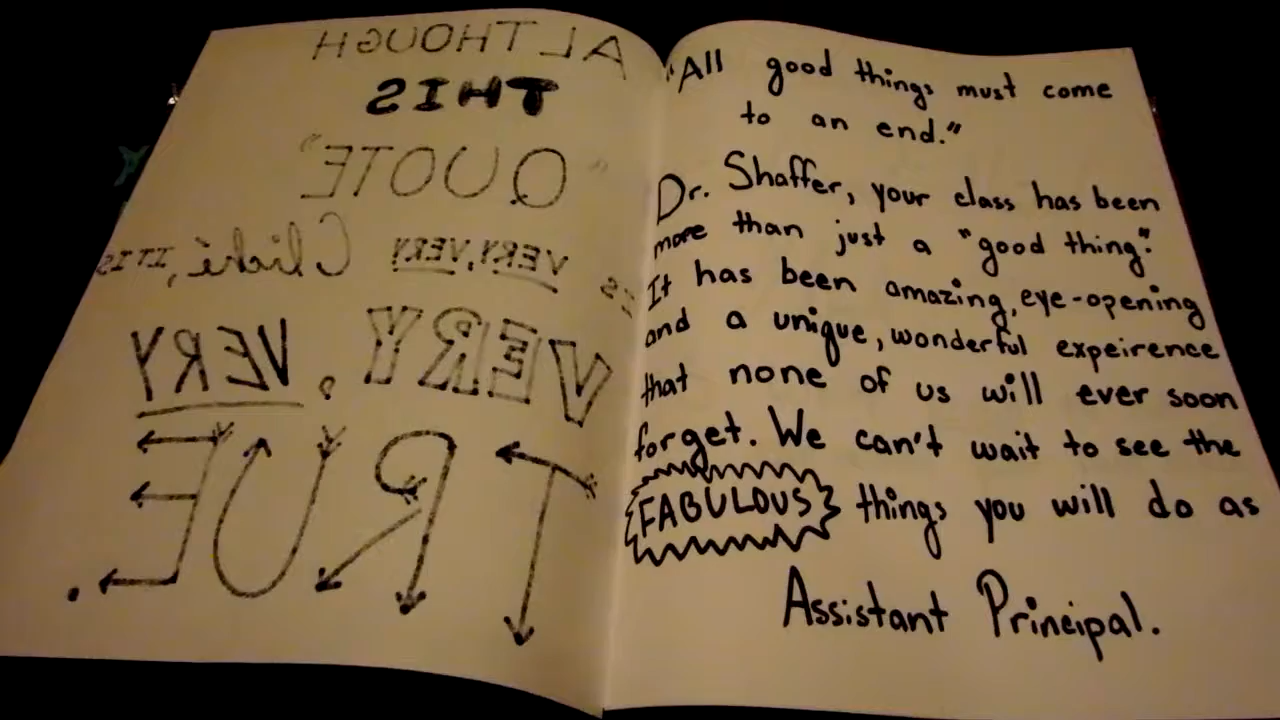 ALTHOUGH
THIS
"QUOTE"
IS VERY, VERY Cliché, IT IS
VERY, VERY
TRUE.
"All good things must come
to an end."
Dr. Shaffer, your class has been
more than just a "good thing".
It has been amazing, eye-opening
and a unique, wonderful expeirence
that none of us will ever soon
forget. We can't wait to see the
FABULOUS things you will do as
Assistant Principal.